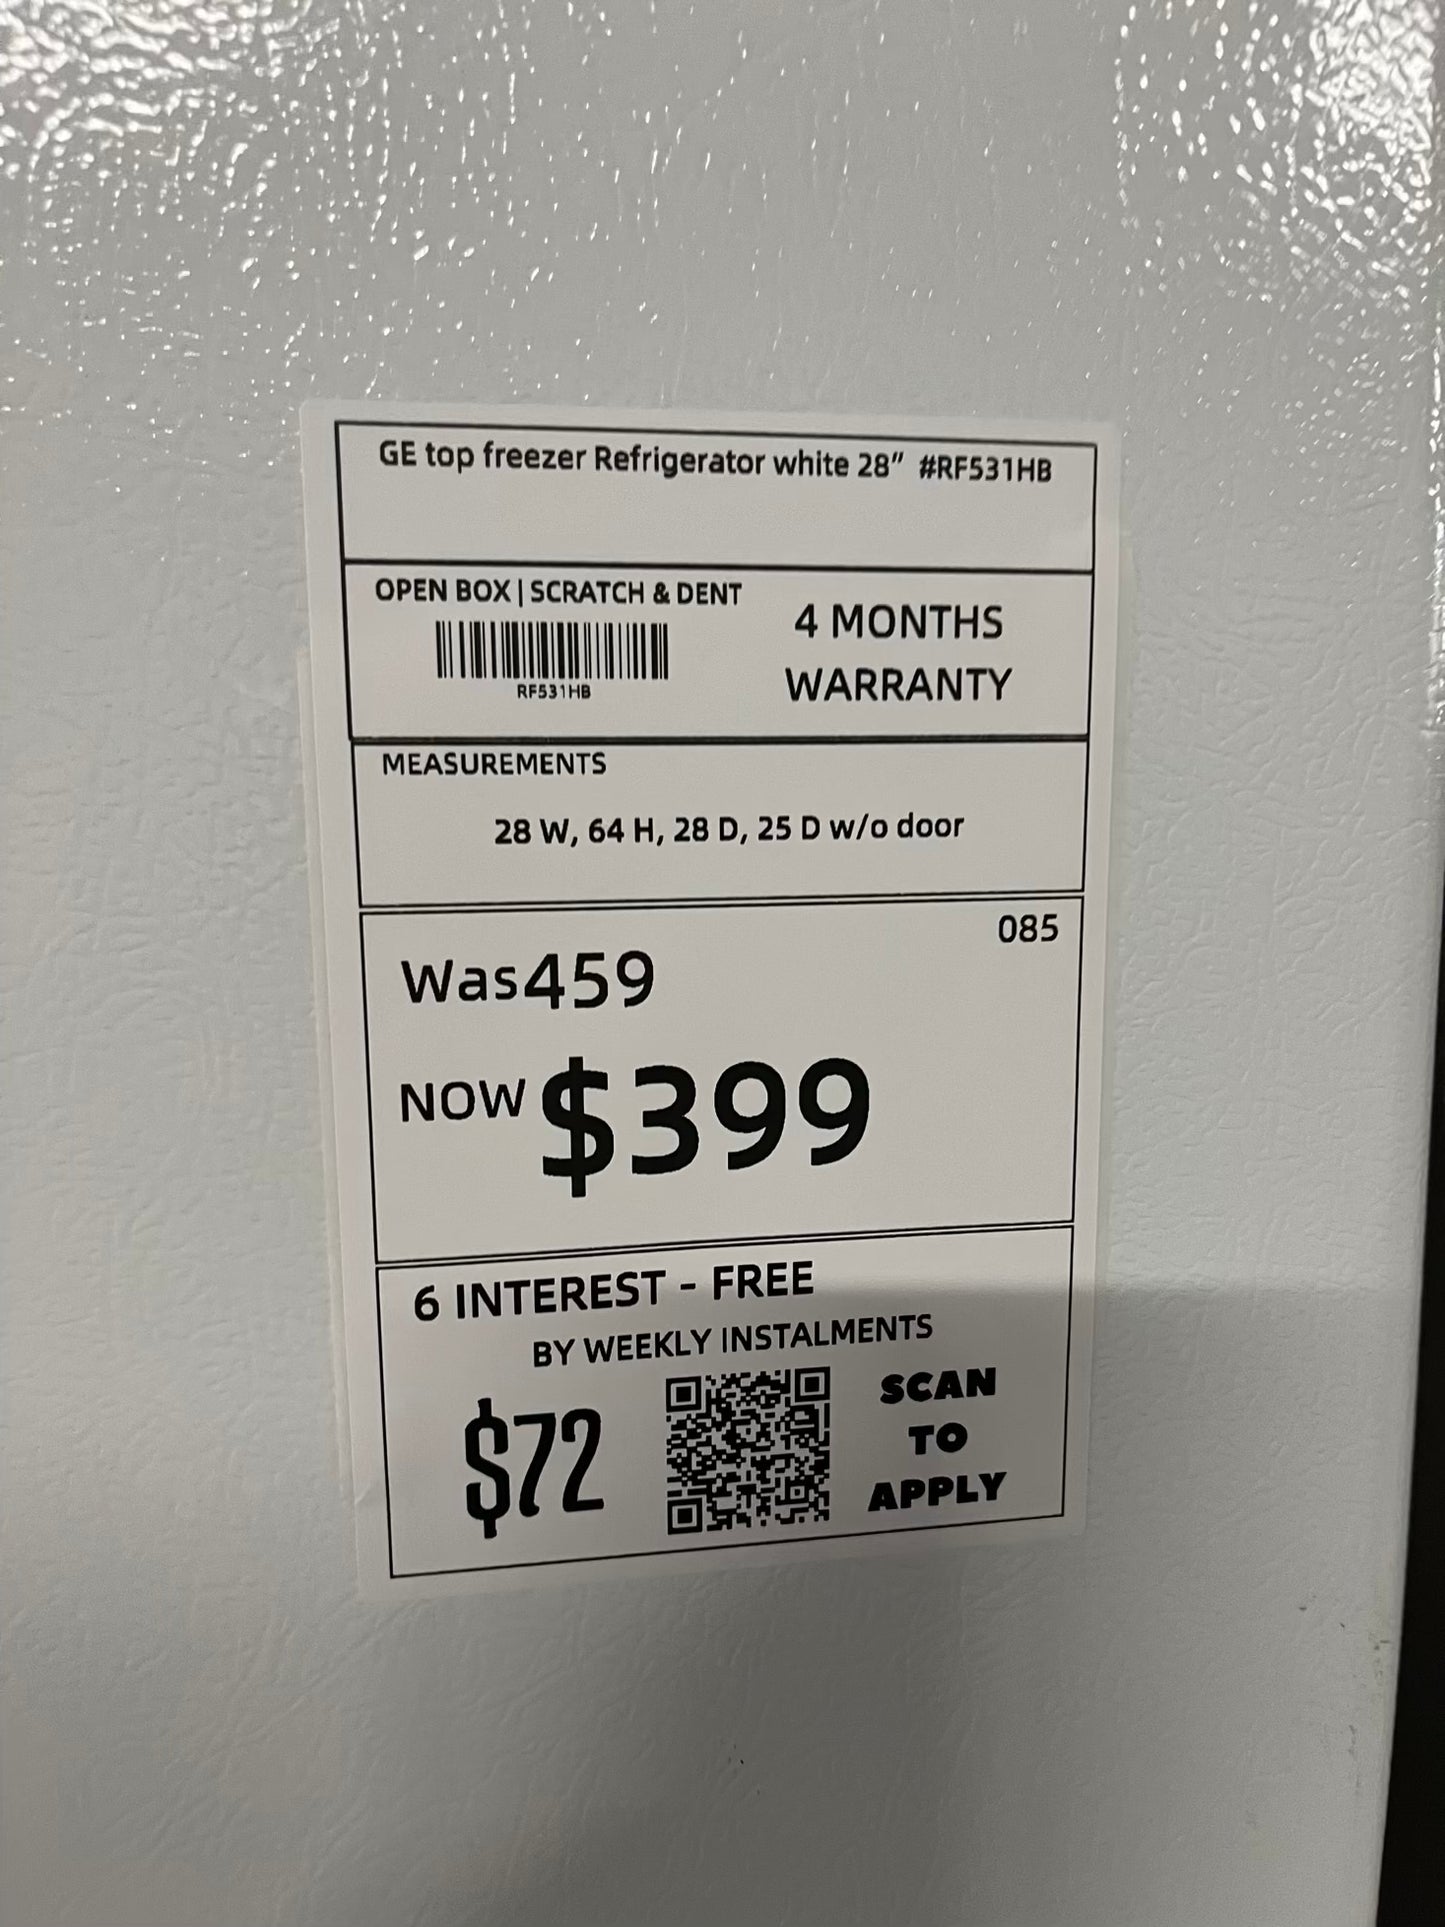 GE top freezer Refrigerator white 28” #RF531HB
OPEN BOX | SCRATCH & DENT
RF531HB
4 MONTHS
WARRANTY
MEASUREMENTS
28 W, 64 H, 28 D, 25 D w/o door
085
Was459
NOW $399
6 INTEREST - FREE
BY WEEKLY INSTALMENTS
$72
SCAN
TO
APPLY